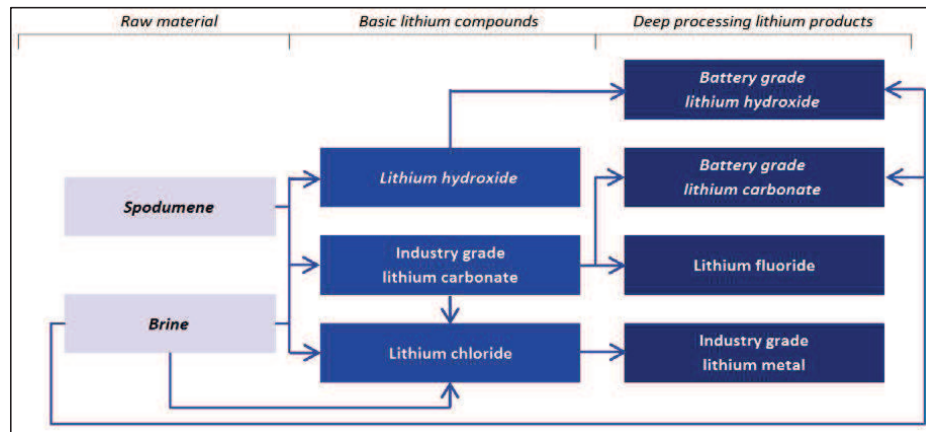 Raw material
Basic lithium compounds
Deep processing lithium products
Battery grade
lithium hydroxide
Lithium hydroxide
Battery grade
lithium carbonate
Spodumene
Industry grade
lithium carbonate
Lithium fluoride
Brine
Lithium chloride
Industry grade
lithium metal